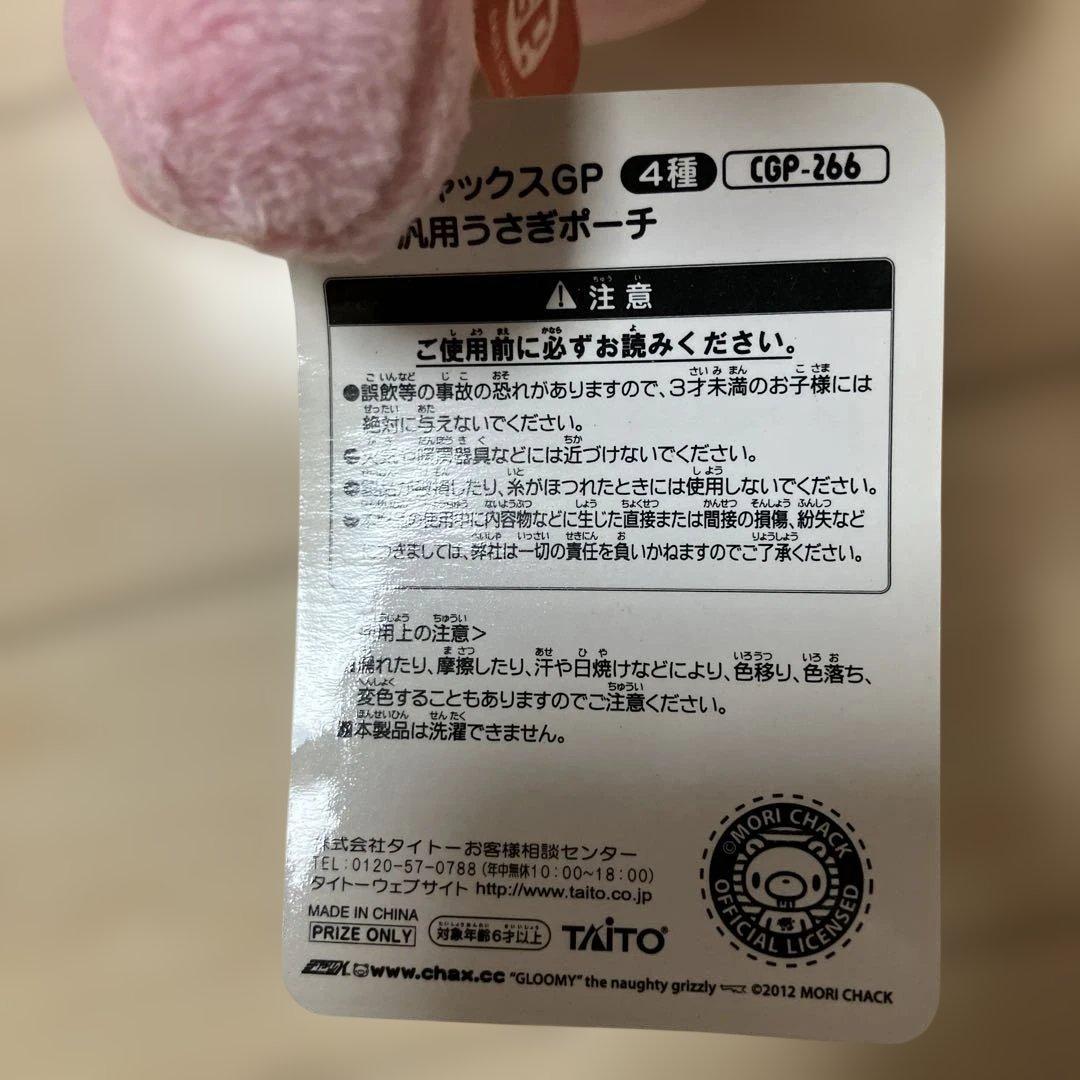 ャックスGP 4種 CGP-266
汎用うさぎポーチ
⚠注意
ご使用前に必ずお読みください。
●誤飲等の事故の恐れがありますので、3才未満のお子様には
絶対に与えないでください。
器具などには近づけないでください。
したり、糸がほつれたときには使用しないでください。
の使用中に内容物などに生じた直接または間接の損傷、紛失など
につきましては、弊社は一切の責任を負いかねますのでご了承ください。
使用上の注意>
濡れたり、摩擦したり、汗や日焼けなどにより、色移り、色落ち、
変色することもありますのでご注意ください。
本製品は洗濯できません。
株式会社タイトーお客様相談センター
TEL:0120-57-0788(年中無休10:00~18:00)
タイトーウェブサイト http://www.taito.co.jp
MADE IN CHINA
PRIZE ONLY 対象年齢6才以上 TAITO®
www.chax.cc "GLOOMY" the naughty grizzly ©2012 MORI CHACK
©MORI CHACK
OFFICIAL LICENSED